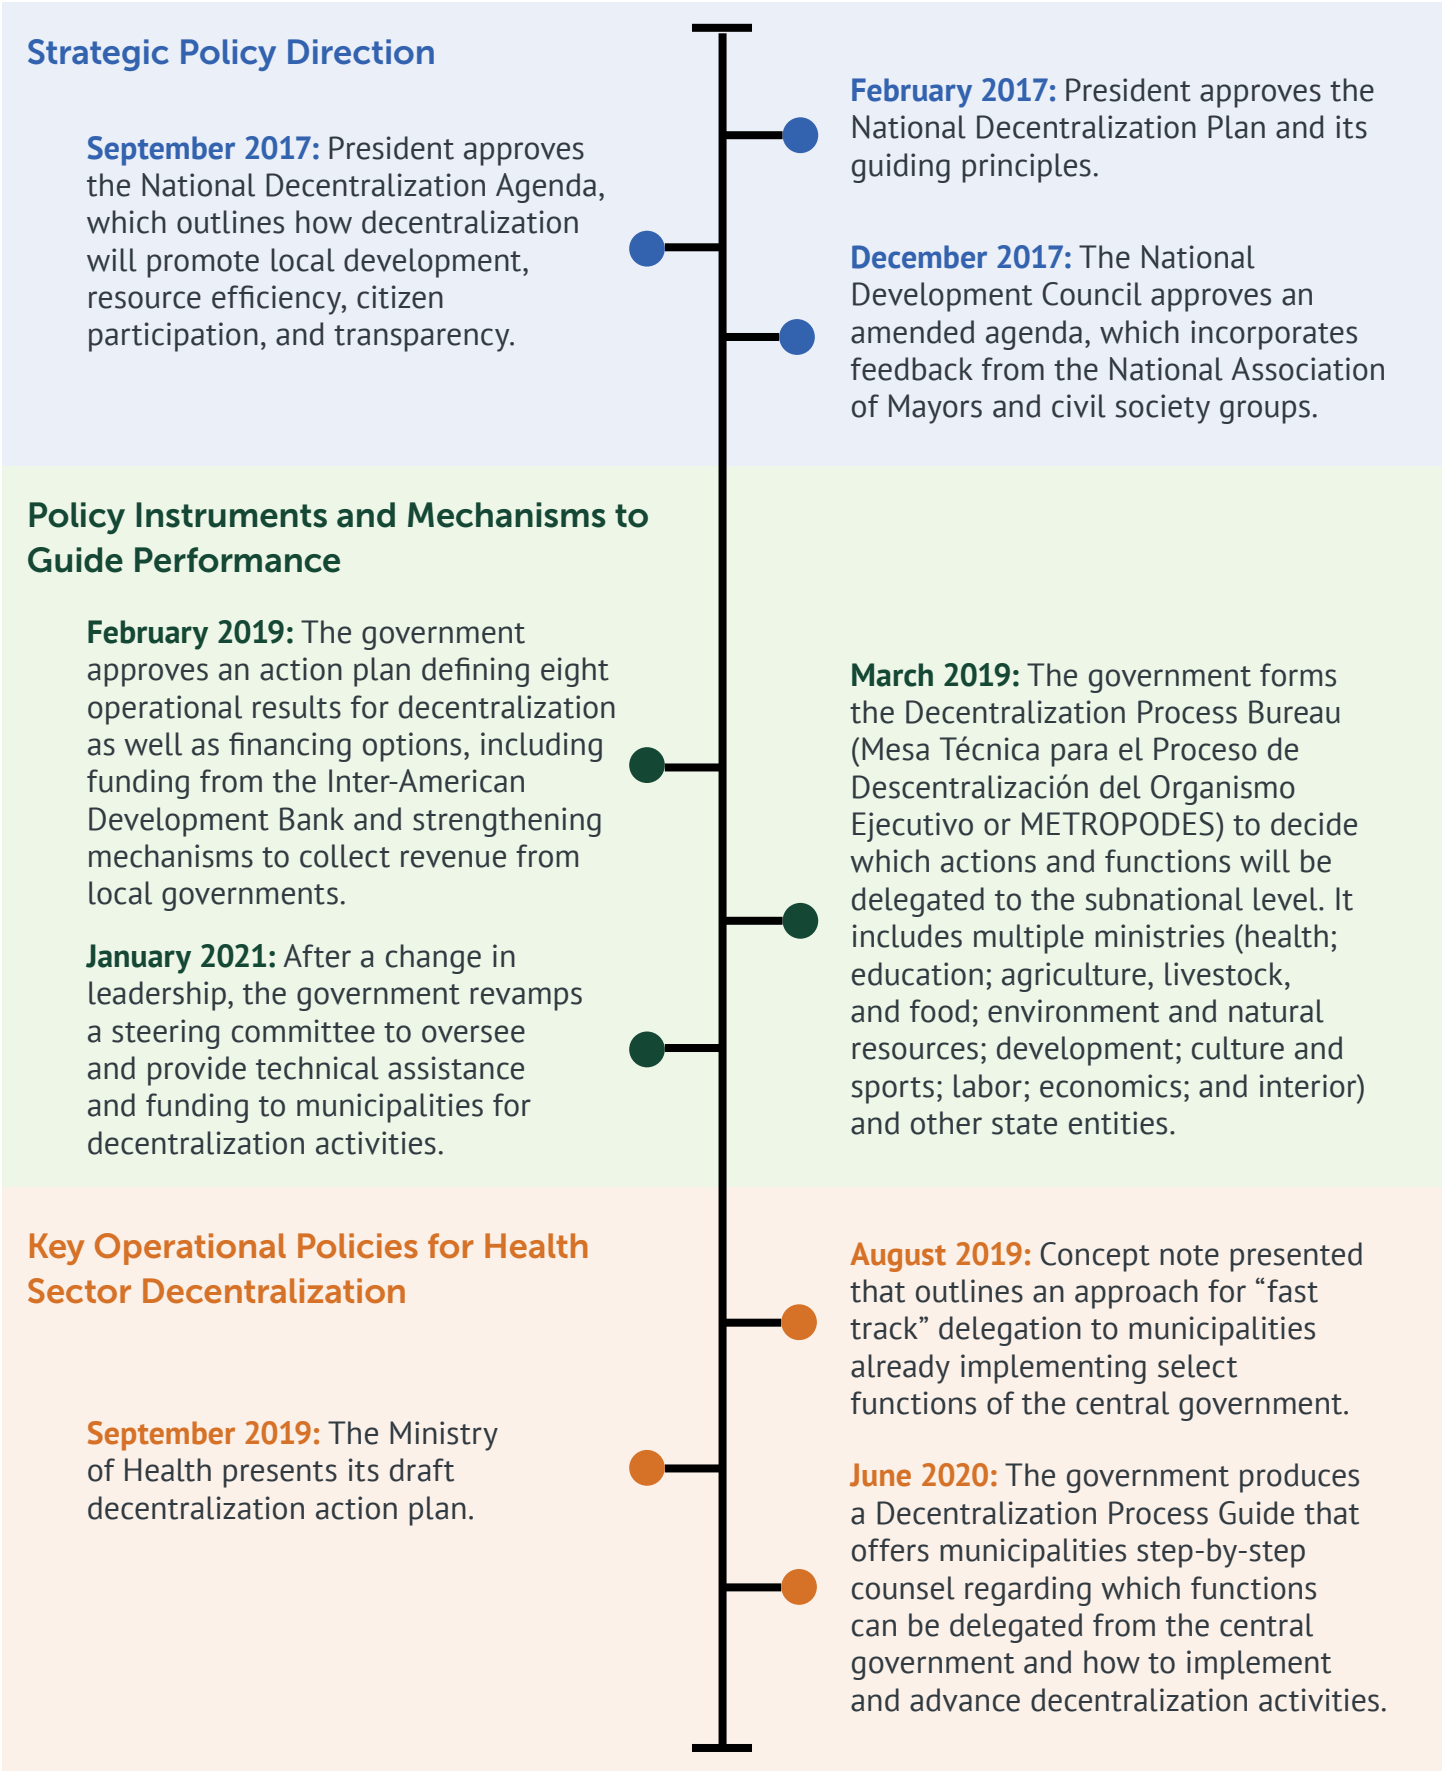 Strategic Policy Direction
February 2017: President approves the
National Decentralization Plan and its
guiding principles.
September 2017: President approves
the National Decentralization Agenda,
which outlines how decentralization
will promote local development,
resource efficiency, citizen
participation, and transparency.
December 2017: The National
Development Council approves an
amended agenda, which incorporates
feedback from the National Association
of Mayors and civil society groups.
Policy Instruments and Mechanisms to
Guide Performance
February 2019: The government
approves an action plan defining eight
operational results for decentralization
as well as financing options, including
funding from the Inter-American
Development Bank and strengthening
mechanisms to collect revenue from
local governments.
March 2019: The government forms
the Decentralization Process Bureau
(Mesa Técnica para el Proceso de
Descentralización del Organismo
Ejecutivo or METROPODES) to decide
which actions and functions will be
delegated to the subnational level. It
includes multiple ministries (health;
education; agriculture, livestock,
and food; environment and natural
resources; development; culture and
sports; labor; economics; and interior)
and other state entities.
January 2021: After a change in
leadership, the government revamps
a steering committee to oversee
and provide technical assistance
and funding to municipalities for
decentralization activities.
Key Operational Policies for Health
Sector Decentralization
August 2019: Concept note presented
that outlines an approach for “fast
track” delegation to municipalities
already implementing select
functions of the central government.
September 2019: The Ministry
of Health presents its draft
decentralization action plan.
June 2020: The government produces
a Decentralization Process Guide that
offers municipalities step-by-step
counsel regarding which functions
can be delegated from the central
government and how to implement
and advance decentralization activities.